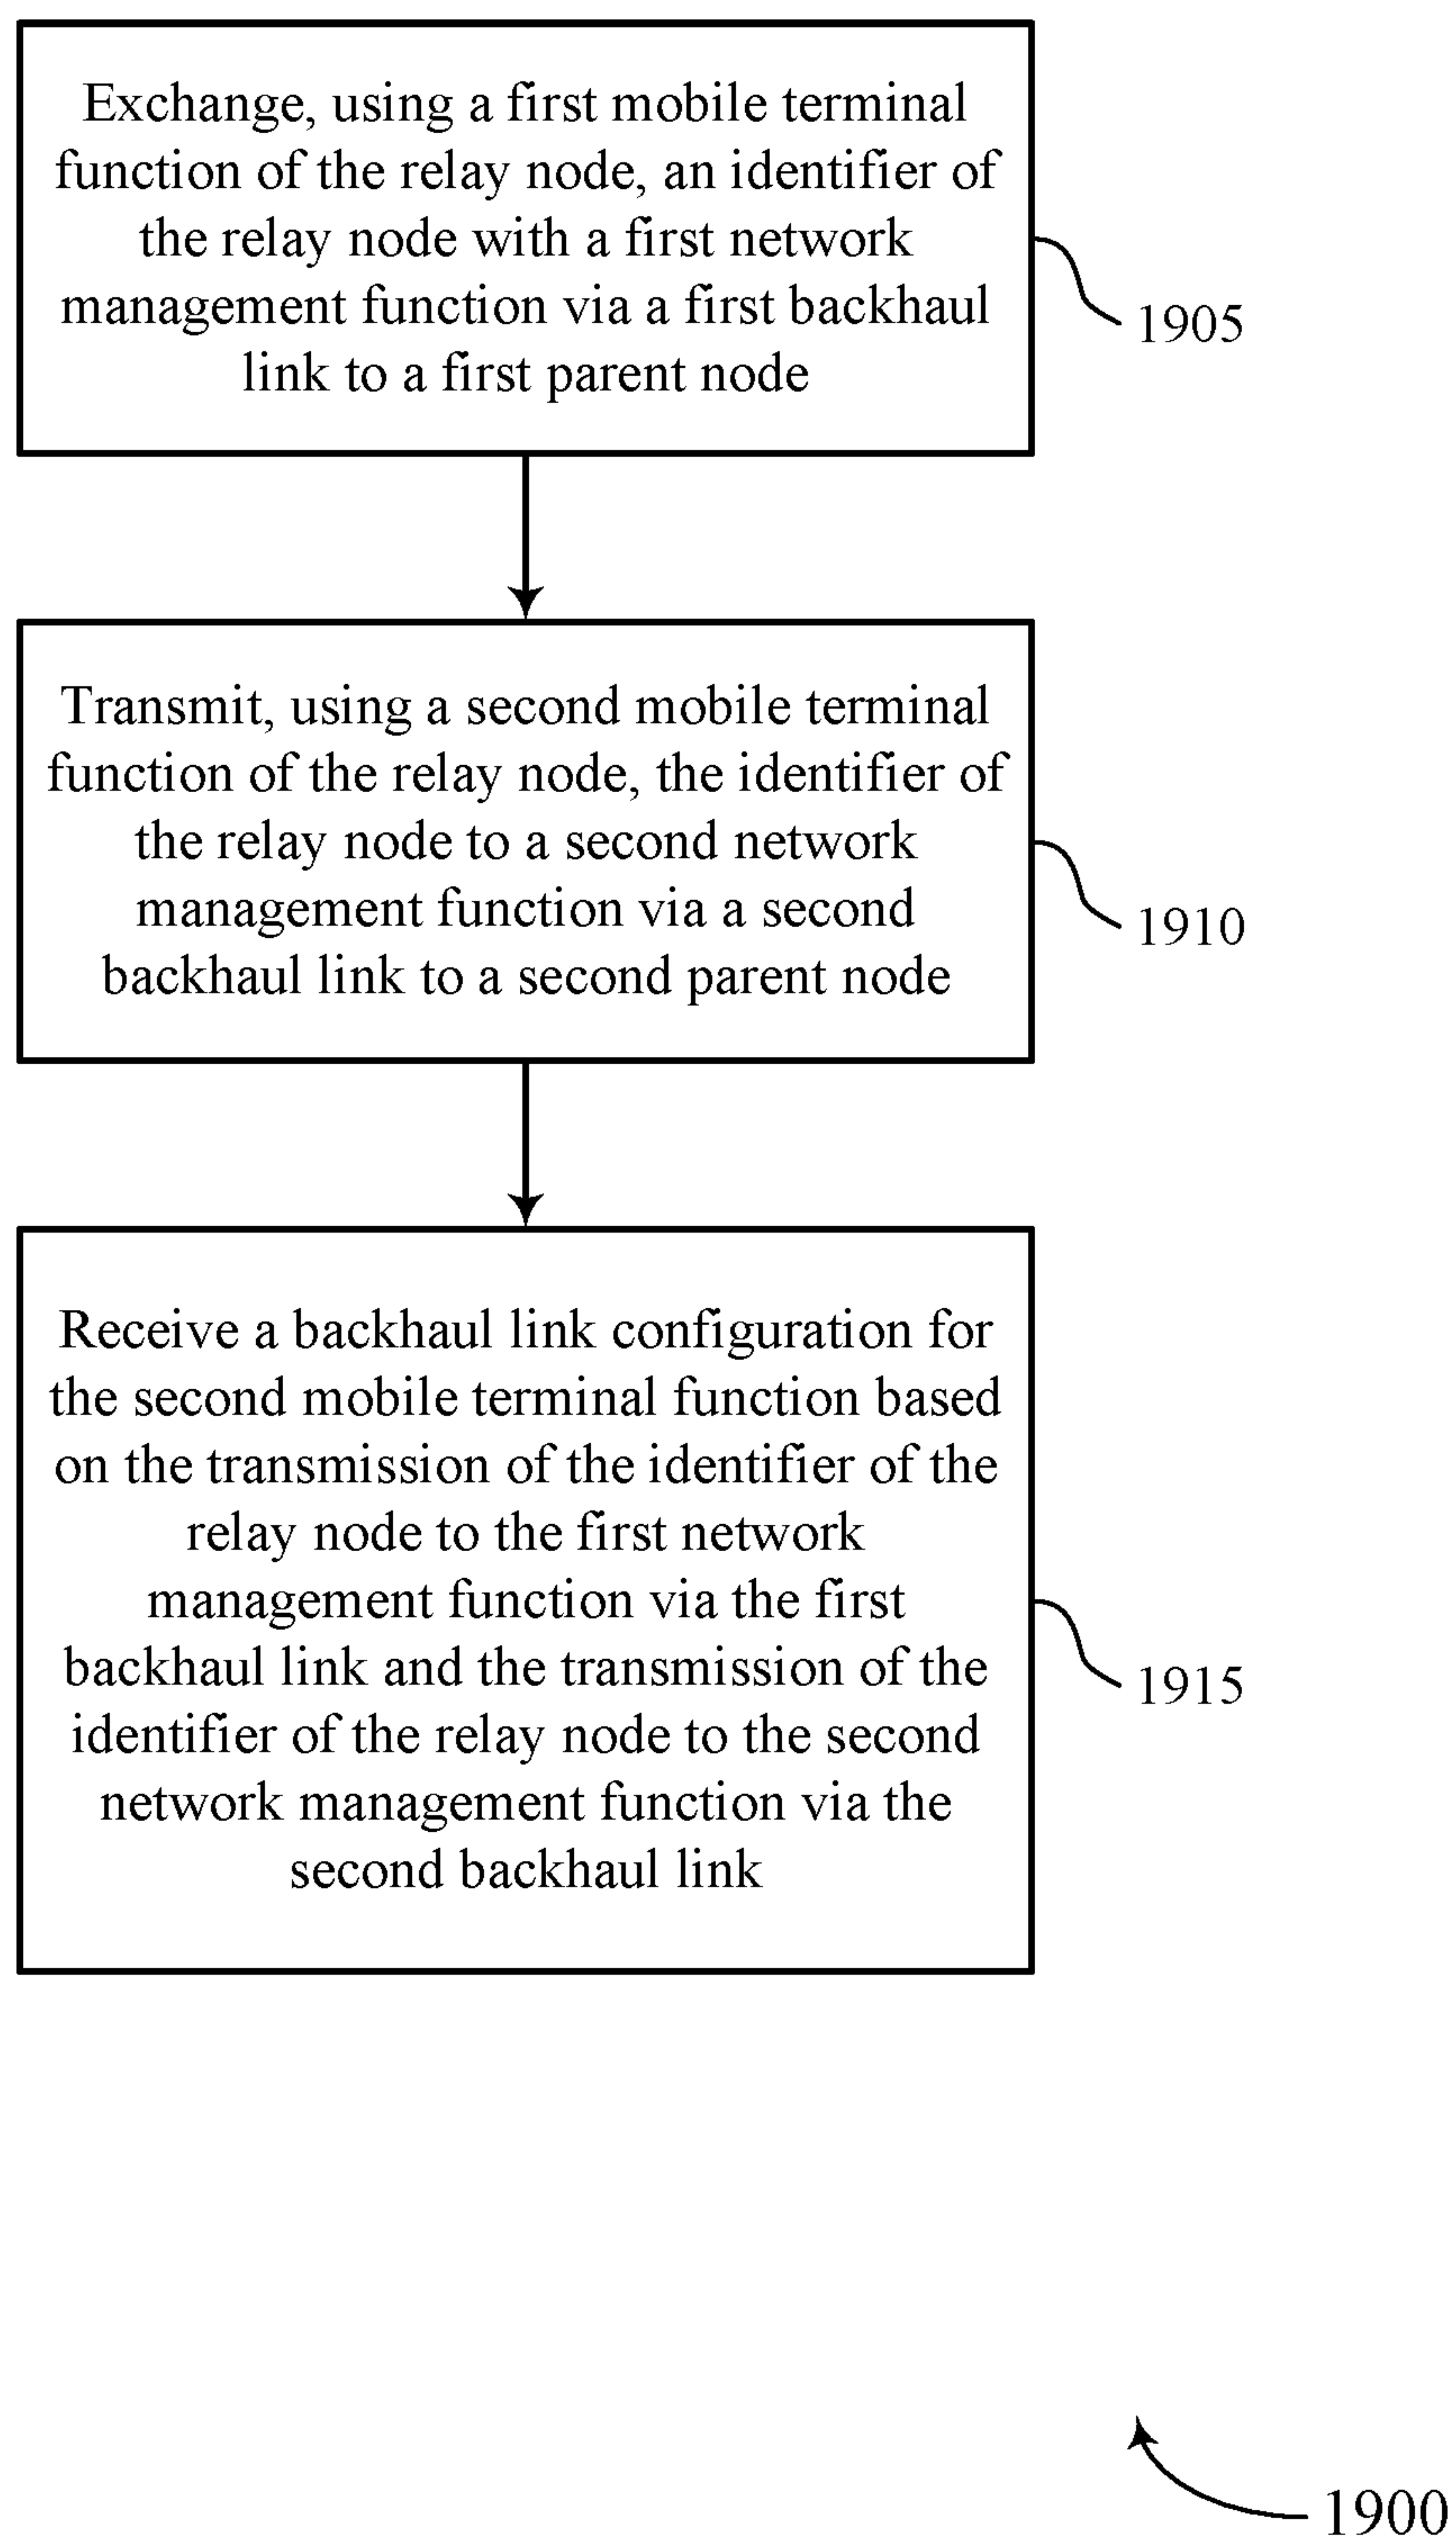 Exchange, using a first mobile terminal
function of the relay node, an identifier of
the relay node with a first network
management function via a first backhaul
link to a first parent node
1905
Transmit, using a second mobile terminal
function of the relay node, the identifier of
the relay node to a second network
management function via a second
backhaul link to a second parent node
1910
Receive a backhaul link configuration for
the second mobile terminal function based
on the transmission of the identifier of the
relay node to the first network
management function via the first
backhaul link and the transmission of the
identifier of the relay node to the second
network management function via the
second backhaul link
1915
1900